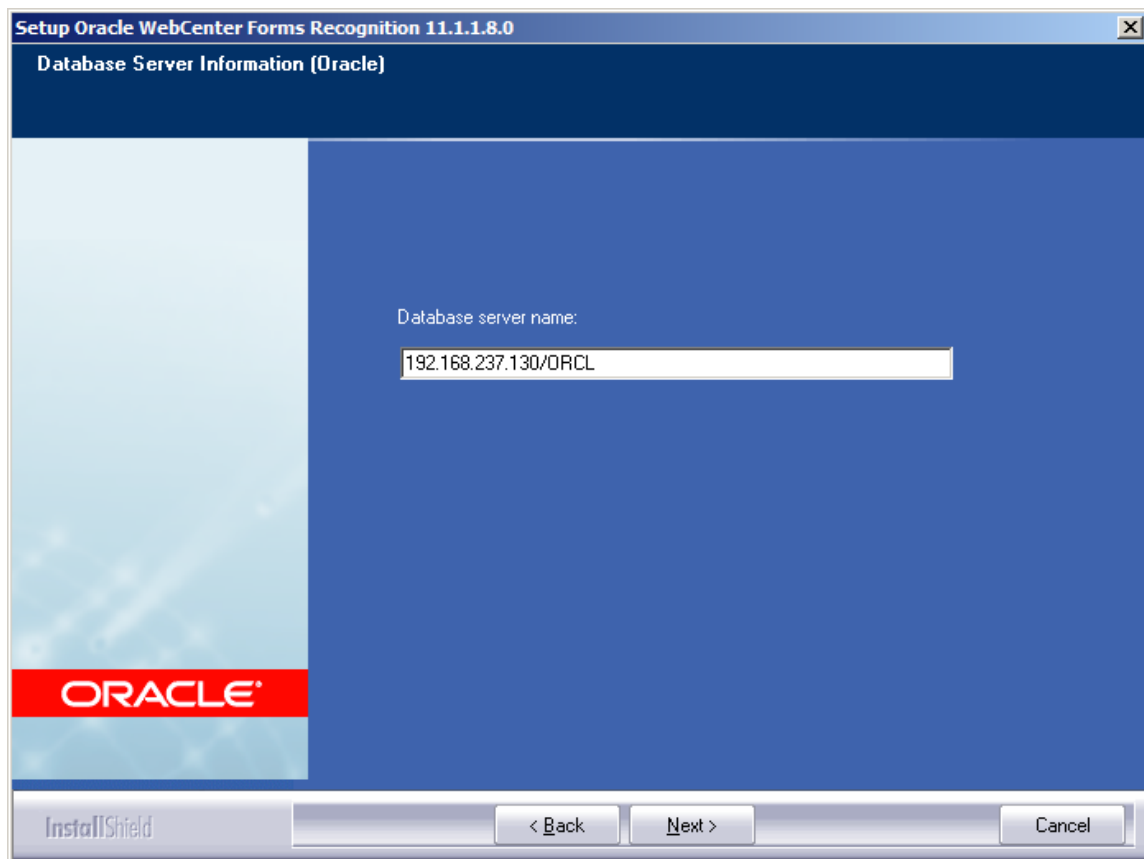 Setup Oracle WebCenter Forms Recognition 11.1.1.8.0
Database Server Information (Oracle)
Database server name:
192.168.237.130/ORCL
ORACLE®
InstallShield
< Back
Next >
Cancel